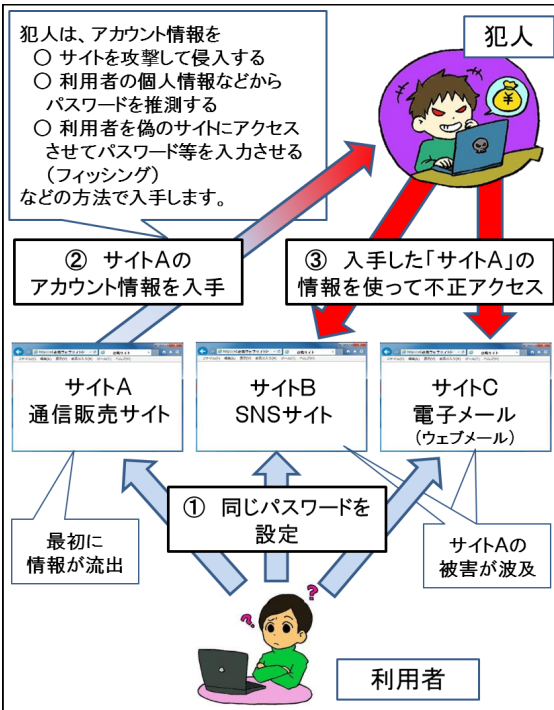 犯人は、アカウント情報を
○ サイトを攻撃して侵入する
○ 利用者の個人情報などから
パスワードを推測する
○ 利用者を偽のサイトにアクセス
させてパスワード等を入力させる
(フィッシング)
などの方法で入手します。
犯人
¥
② サイトAの
アカウント情報を入手
③ 入手した「サイトA」の
情報を使って不正アクセス
サイトA
通信販売サイト
サイトB
SNSサイト
サイトC
電子メール
(ウェブメール)
① 同じパスワードを
設定
最初に
情報が流出
サイトAの
被害が波及
?
?
利用者